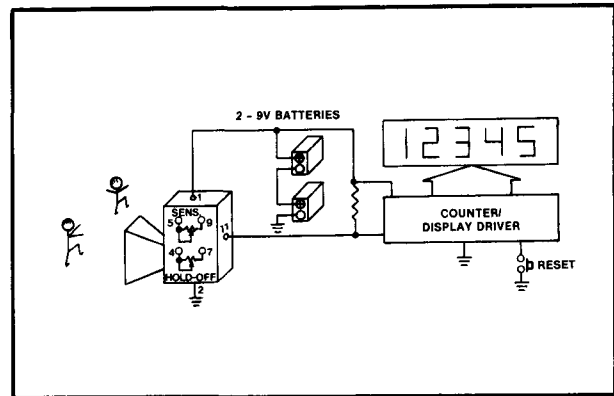 2 - 9V BATTERIES
12345
1
SENS
5 9
11
4 7
HOLD-OFF
2
COUNTER/
DISPLAY DRIVER
RESET